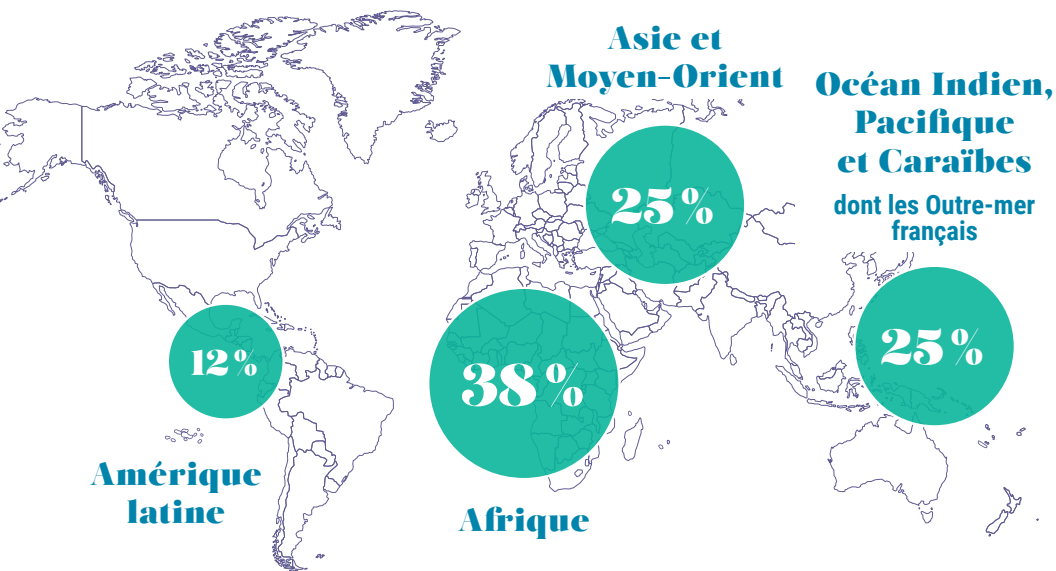 Asie et
Moyen-Orient
25 %
Océan Indien,
Pacifique
et Caraïbes
dont les Outre-mer
français
25 %
12 %
Amérique
latine
38 %
Afrique